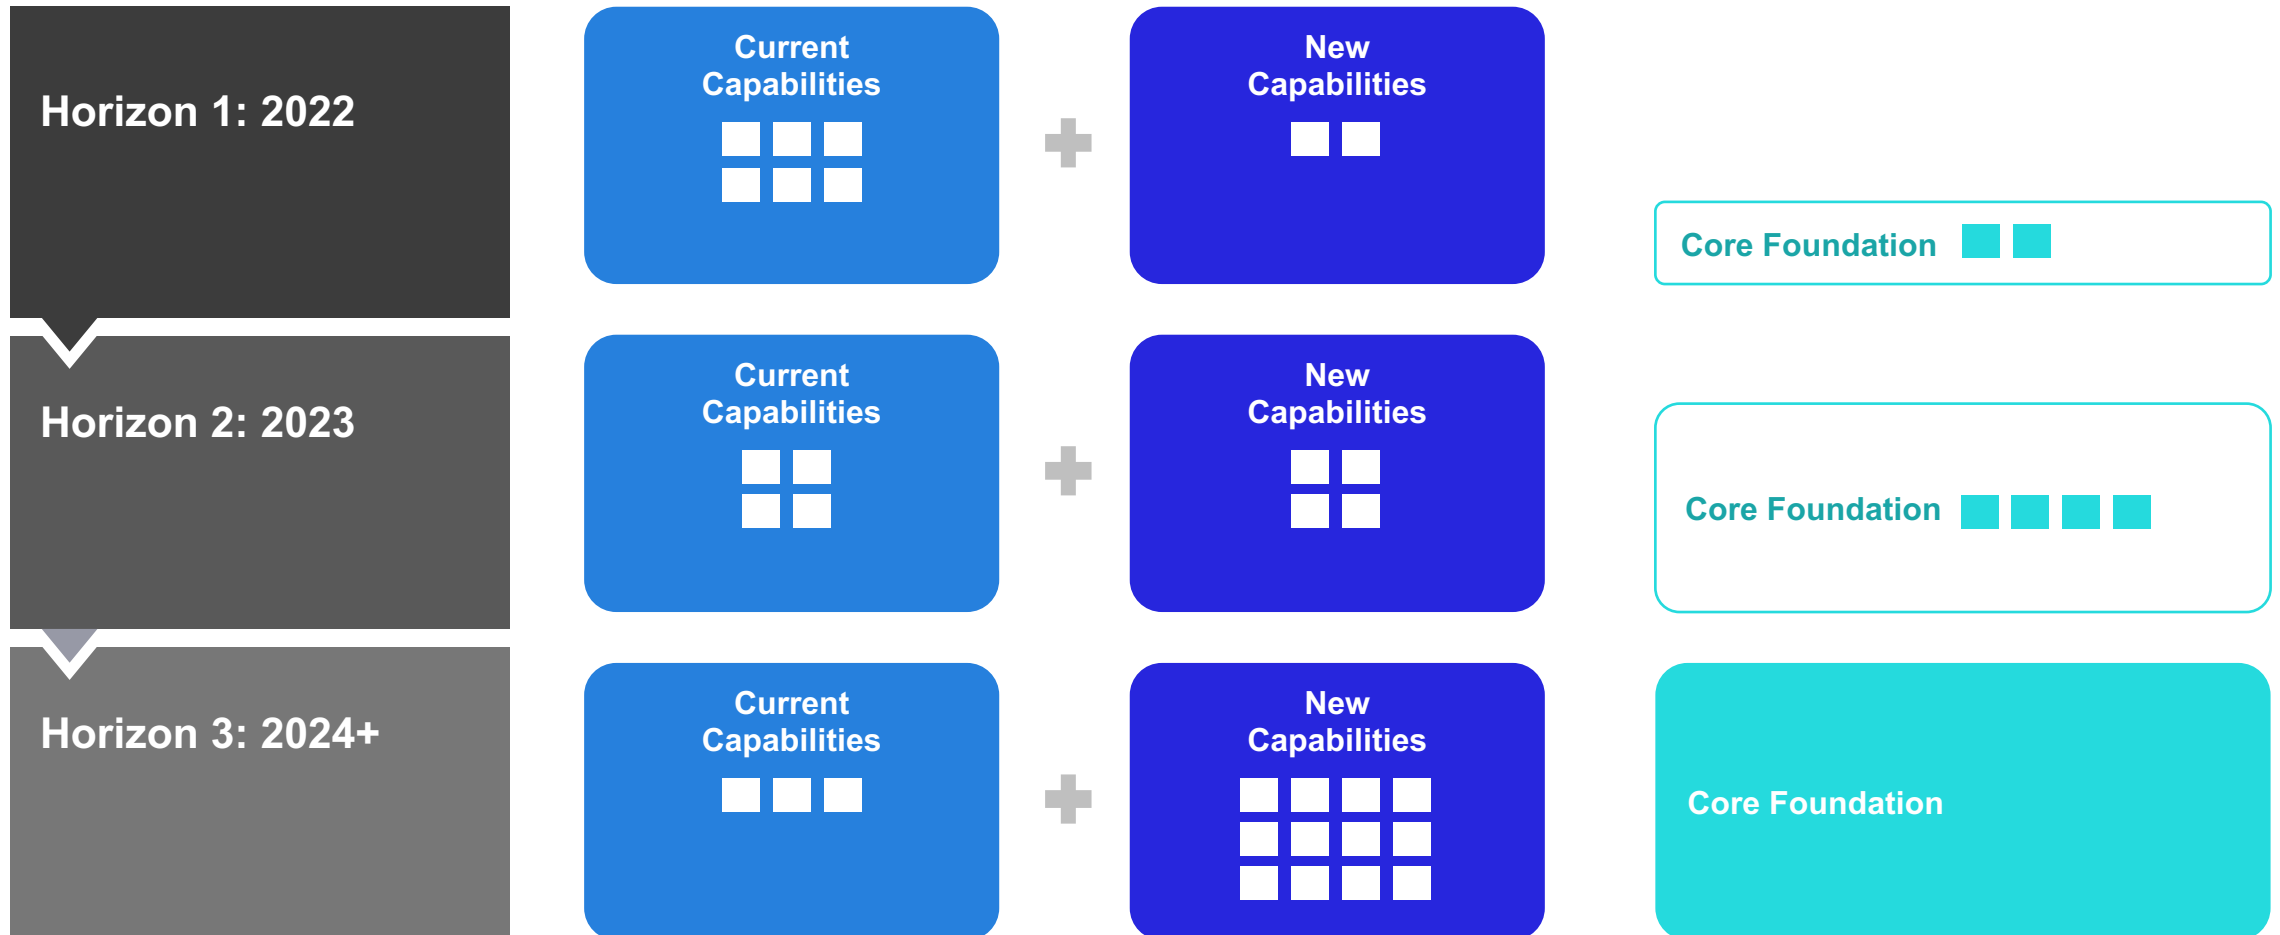 Horizon 1: 2022
Current
Capabilities
New
Capabilities
Core Foundation
Horizon 2: 2023
Current
Capabilities
New
Capabilities
Core Foundation
Horizon 3: 2024+
Current
Capabilities
New
Capabilities
Core Foundation